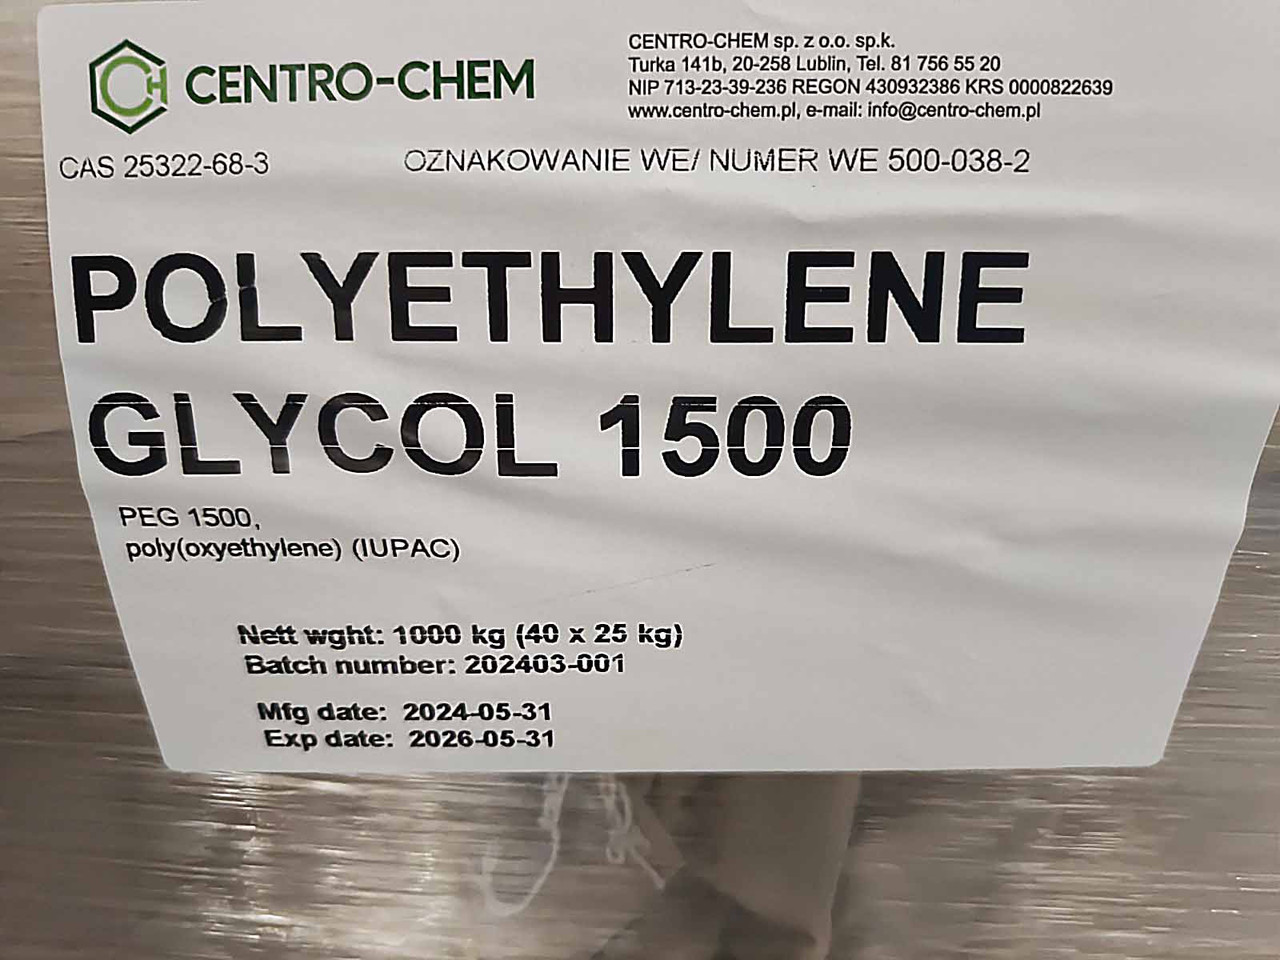 CENTRO-CHEM
CENTRO-CHEM sp. z o.o. sp.k.
Turka 141b, 20-258 Lublin, Tel. 81 756 55 20
NIP 713-23-39-236 REGON 430932386 KRS 0000822639
www.centro-chem.pl, e-mail: info@centro-chem.pl
CAS 25322-68-3 OZNAKOWANIE WE/ NUMER WE 500-038-2
POLYETHYLENE
GLYCOL 1500
PEG 1500,
poly(oxyethylene) (IUPAC)
Nett wght: 1000 kg (40 x 25 kg)
Batch number: 202403-001
Mfg date: 2024-05-31
Exp date: 2026-05-31